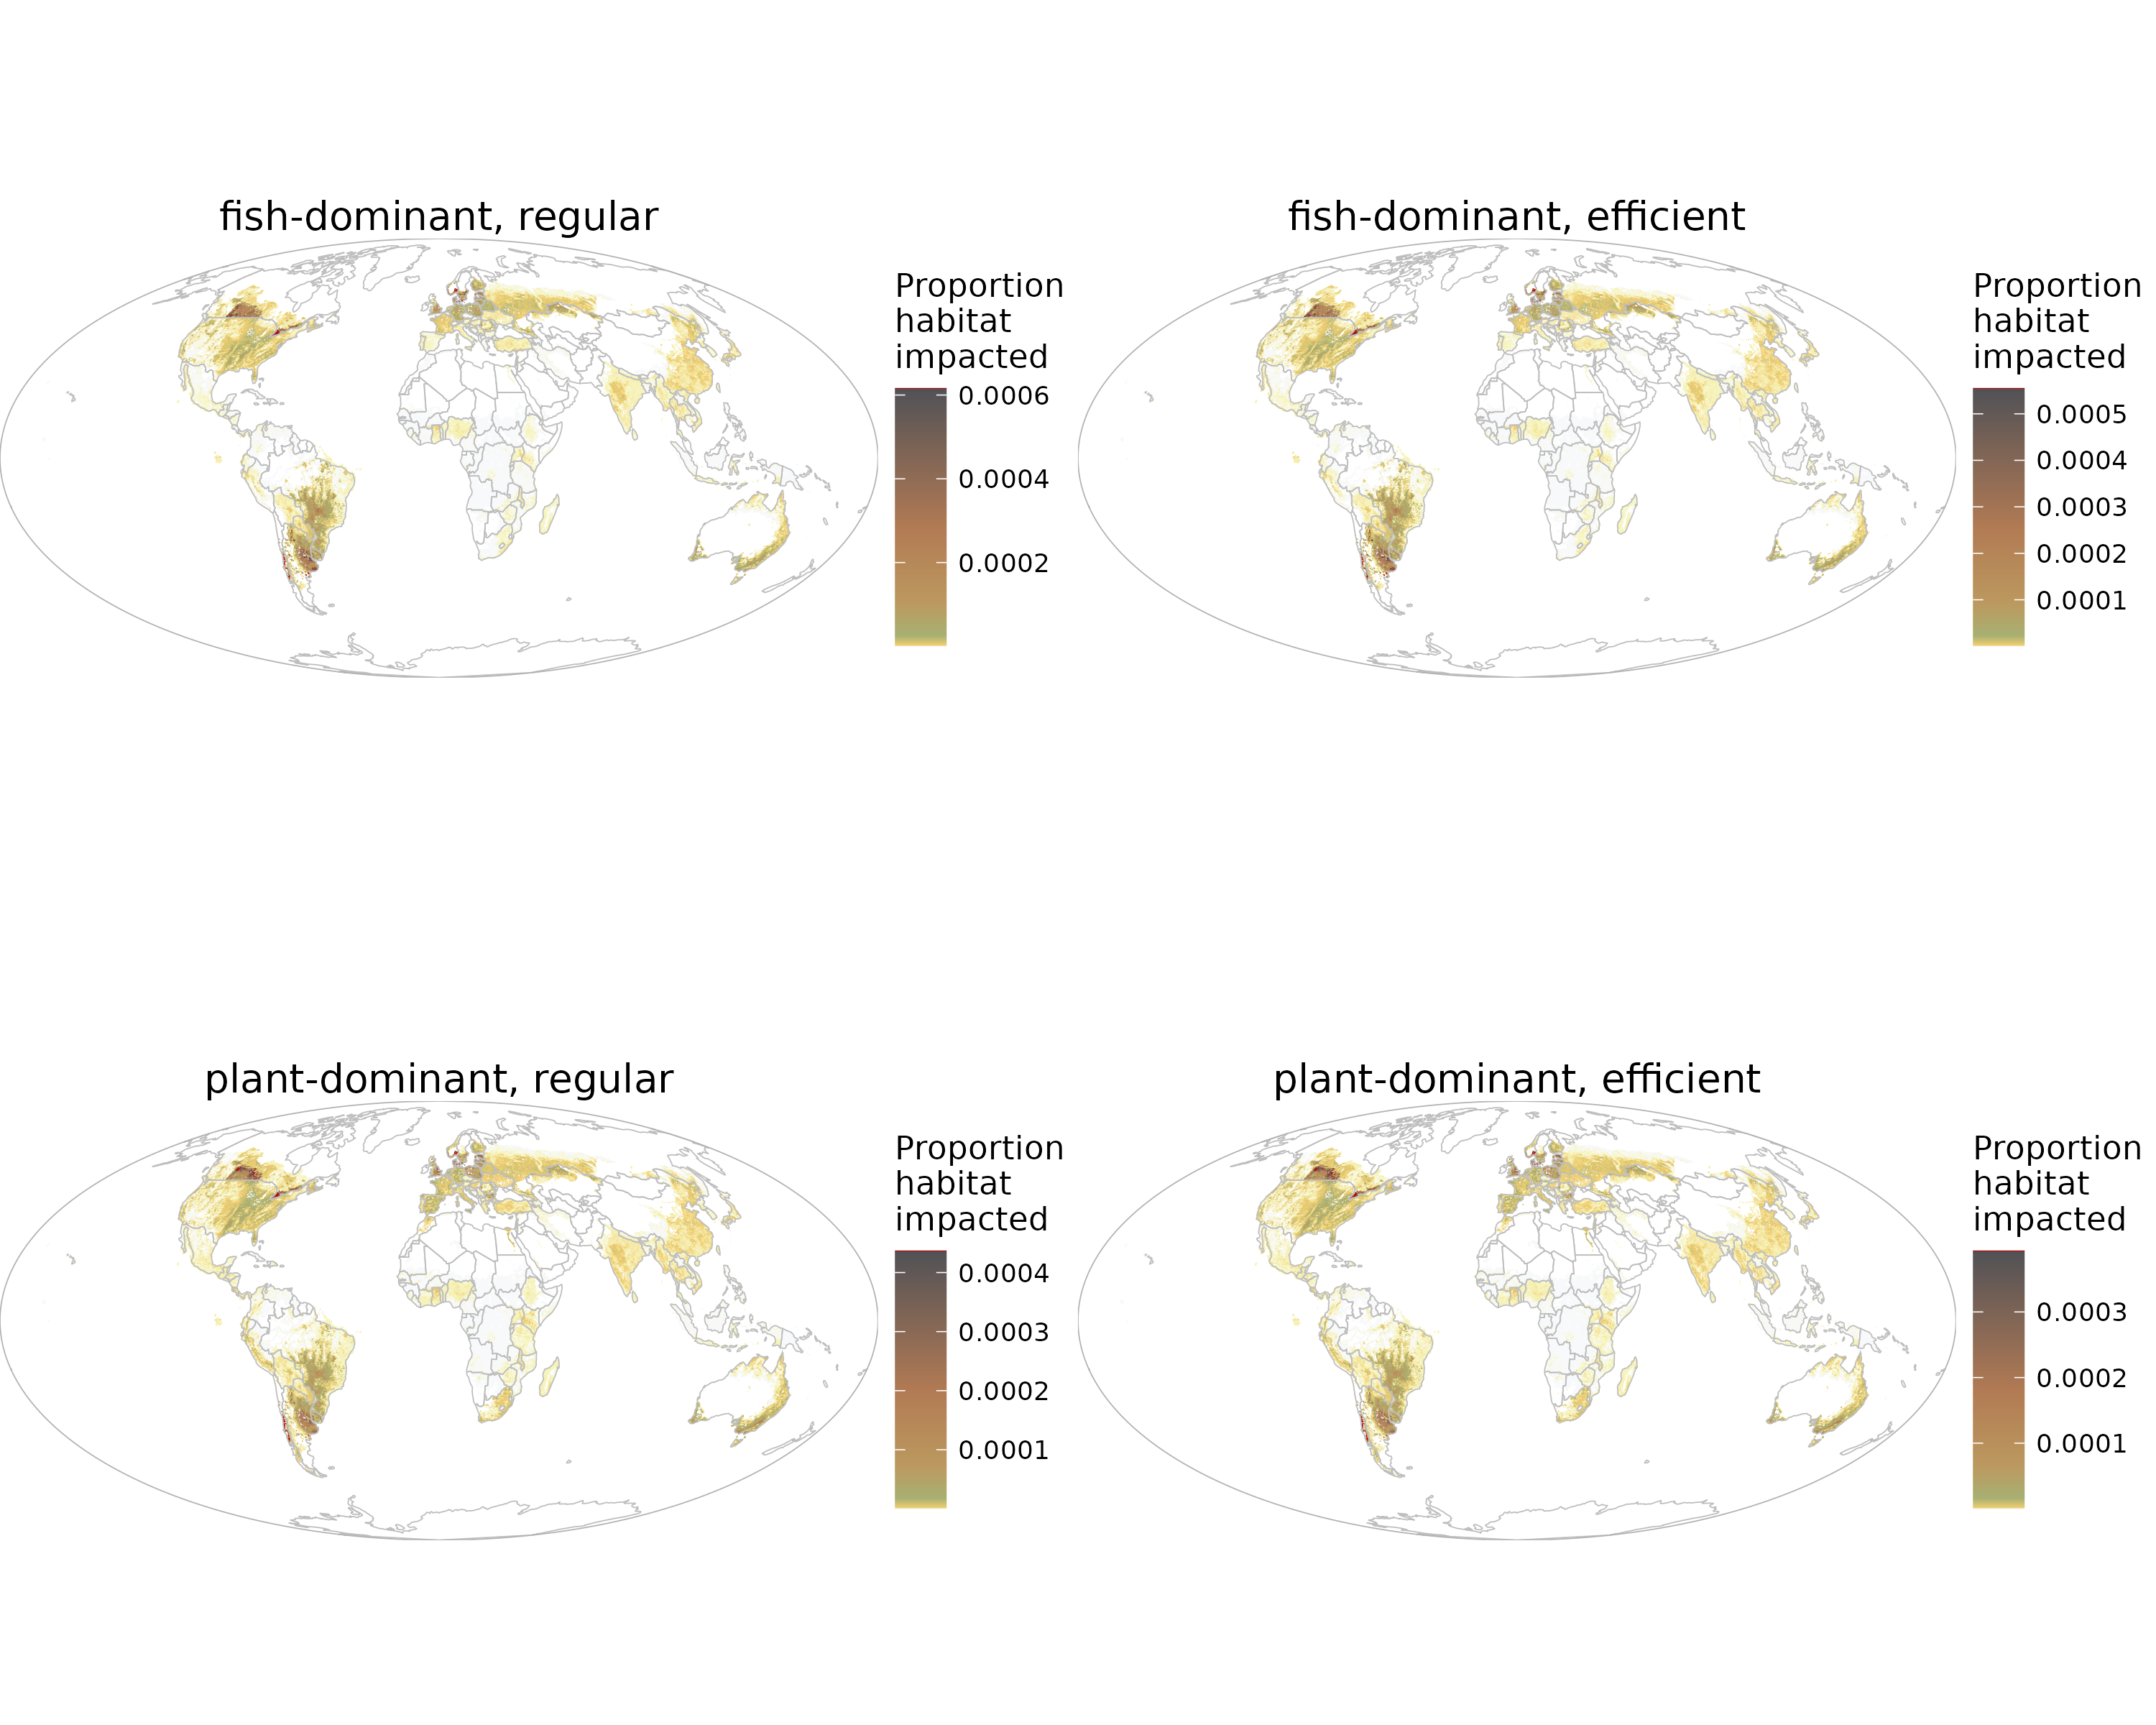 fish-dominant, regular
Proportion
habitat
impacted
0.0006
0.0004
0.0002
fish-dominant, efficient
Proportion
habitat
impacted
0.0005
0.0004
0.0003
0.0002
0.0001
plant-dominant, regular
Proportion
habitat
impacted
0.0004
0.0003
0.0002
0.0001
plant-dominant, efficient
Proportion
habitat
impacted
0.0003
0.0002
0.0001